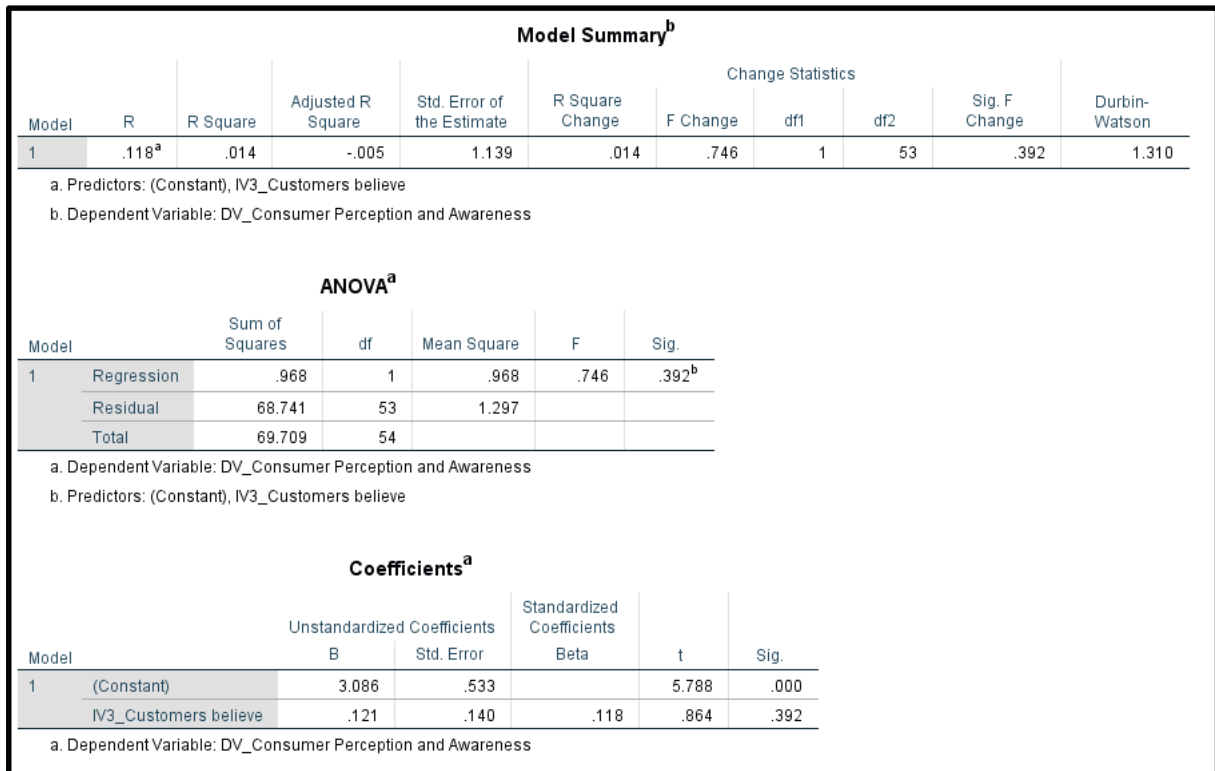 Model Summaryb
Change Statistics
Model R R Square Adjusted R Square Std. Error of the Estimate R Square Change F Change df1 df2 Sig. F Change Durbin-Watson
1 .118a .014 -.005 1.139 .014 .746 1 53 .392 1.310
a. Predictors: (Constant), IV3_Customers believe
b. Dependent Variable: DV_Consumer Perception and Awareness
ANOVAa
Model Sum of Squares df Mean Square F Sig.
1 Regression .968 1 .968 .746 .392b
Residual 68.741 53 1.297
Total 69.709 54
a. Dependent Variable: DV_Consumer Perception and Awareness
b. Predictors: (Constant), IV3_Customers believe
Coefficientsa
Unstandardized Coefficients Standardized Coefficients
Model B Std. Error Beta t Sig.
1 (Constant) 3.086 .533 5.788 .000
IV3_Customers believe .121 .140 .118 .864 .392
a. Dependent Variable: DV_Consumer Perception and Awareness